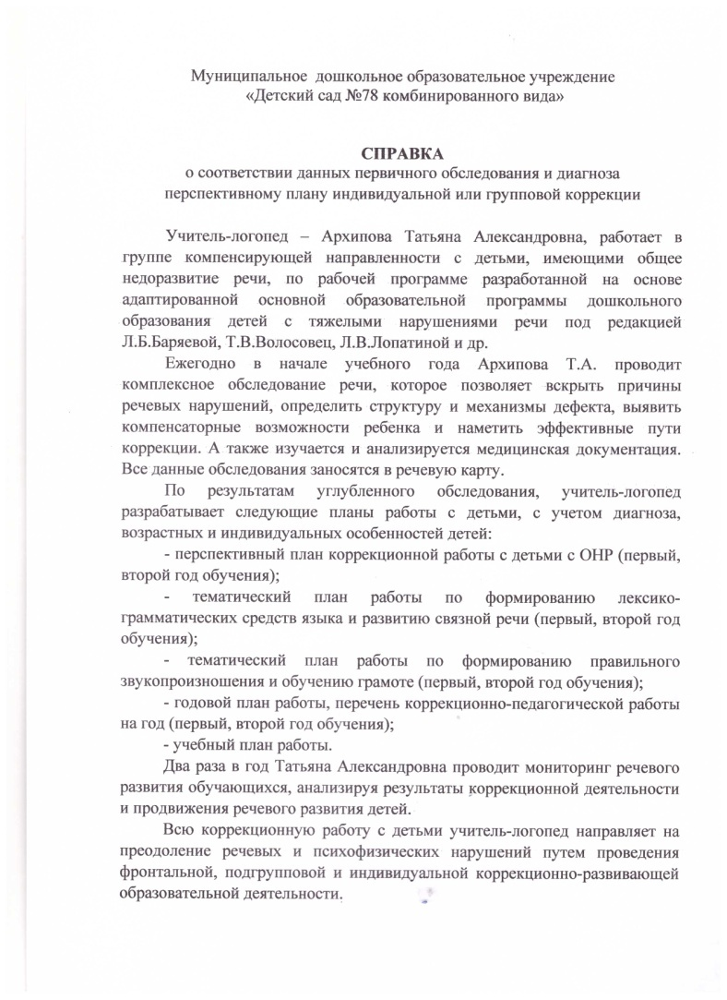 Муниципальное дошкольное образовательное учреждение
«Детский сад №78 комбинированного вида»
СПРАВКА
о соответствии данных первичного обследования и диагноза
перспективному плану индивидуальной или групповой коррекции
Учитель-логопед – Архипова Татьяна Александровна, работает в
группе компенсирующей направленности с детьми, имеющими общее
недоразвитие речи, по рабочей программе разработанной на основе
адаптированной основной образовательной программы дошкольного
образования детей с тяжелыми нарушениями речи под редакцией
Л.Б.Баряевой, Т.В.Волосовец, Л.В.Лопатиной и др.
Ежегодно в начале учебного года Архипова Т.А. проводит
комплексное обследование речи, которое позволяет вскрыть причины
речевых нарушений, определить структуру и механизмы дефекта, выявить
компенсаторные возможности ребенка и наметить эффективные пути
коррекции. А также изучается и анализируется медицинская документация.
Все данные обследования заносятся в речевую карту.
По результатам углубленного обследования, учитель-логопед
разрабатывает следующие планы работы с детьми, с учетом диагноза,
возрастных и индивидуальных особенностей детей:
- перспективный план коррекционной работы с детьми с ОНР (первый,
второй год обучения);
- тематический план работы по формированию лексико-
грамматических средств языка и развитию связной речи (первый, второй год
обучения);
- тематический план работы по формированию правильного
звукопроизношения и обучению грамоте (первый, второй год обучения);
- годовой план работы, перечень коррекционно-педагогической работы
на год (первый, второй год обучения);
- учебный план работы.
Два раза в год Татьяна Александровна проводит мониторинг речевого
развития обучающихся, анализируя результаты коррекционной деятельности
и продвижения речевого развития детей.
Всю коррекционную работу с детьми учитель-логопед направляет на
преодоление речевых и психофизических нарушений путем проведения
фронтальной, подгрупповой и индивидуальной коррекционно-развивающей
образовательной деятельности.